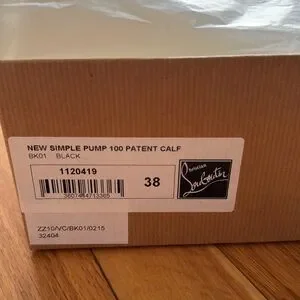 NEW SIMPLE PUMP 100 PATENT CALF
BK01 BLACK
1120419
38
Christian
Louboutin
ZZ10/VC/BK01/0215
32404